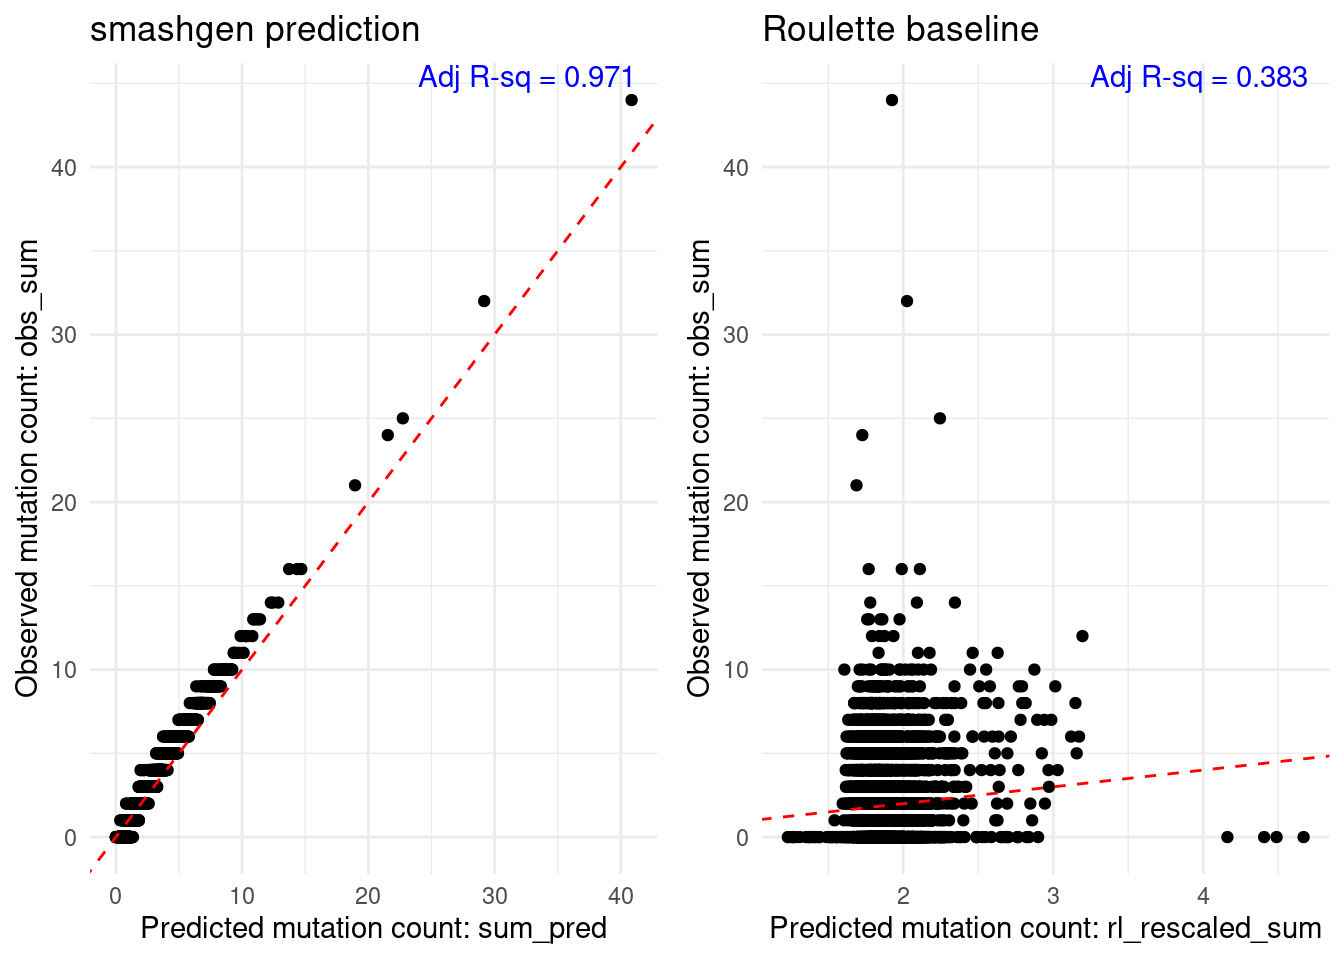 smashgen prediction
Adj R-sq = 0.971
Observed mutation count: obs_sum
40
30
20
10
0
0 10 20 30 40
Predicted mutation count: sum_pred
Roulette baseline
Adj R-sq = 0.383
Observed mutation count: obs_sum
40
30
20
10
0
2 3 4
Predicted mutation count: rl_rescaled_sum